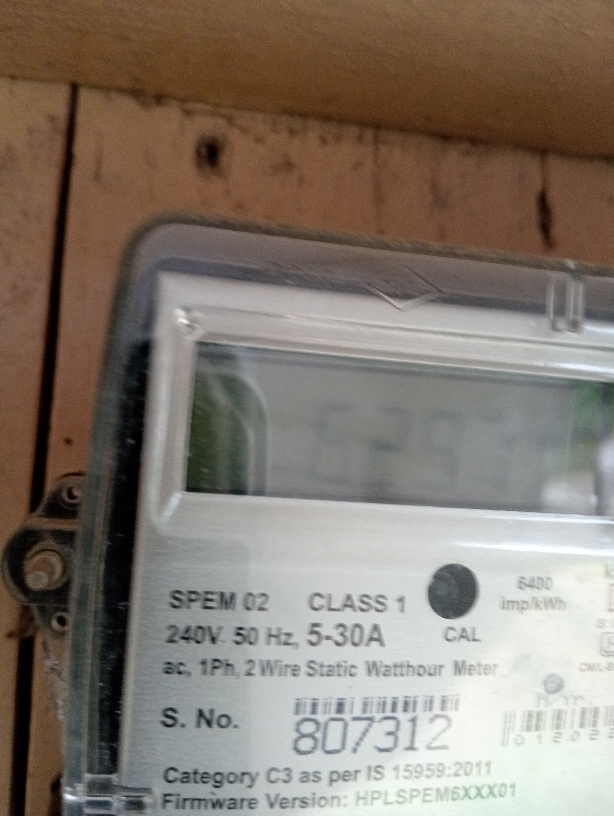 SPEM 02 CLASS 1
6400
imp/kWh
240V. 50 Hz, 5-30A CAL
ac, 1Ph, 2 Wire Static Watthour Meter
S. No.
807312
Category C3 as per IS 15959:2011
Firmware Version: HPLSPEM6XXX01